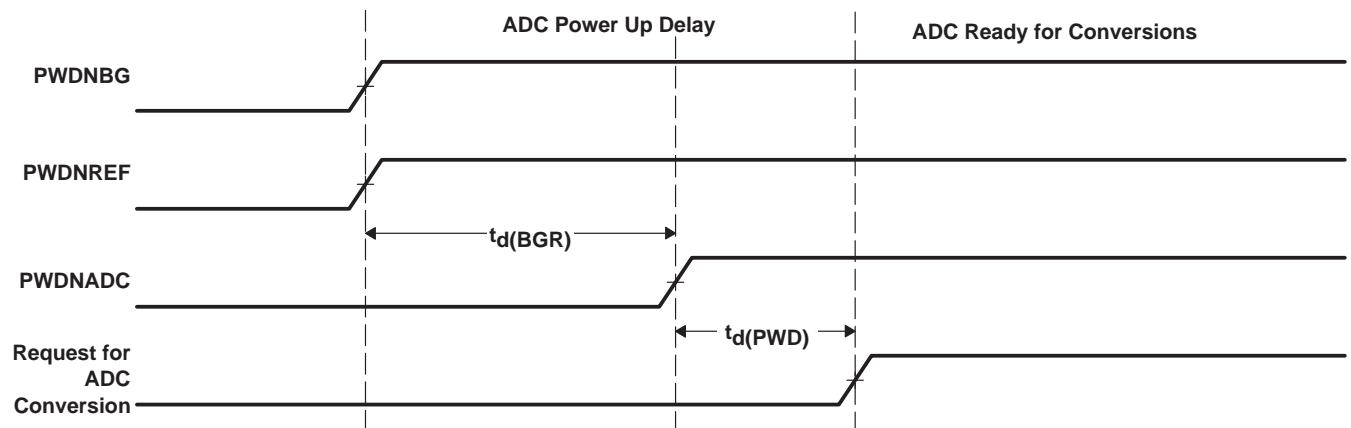 ADC Power Up Delay
ADC Ready for Conversions
PWDNBG
PWDNREF
td(BGR)
PWDNADC
td(PWD)
Request for
ADC
Conversion